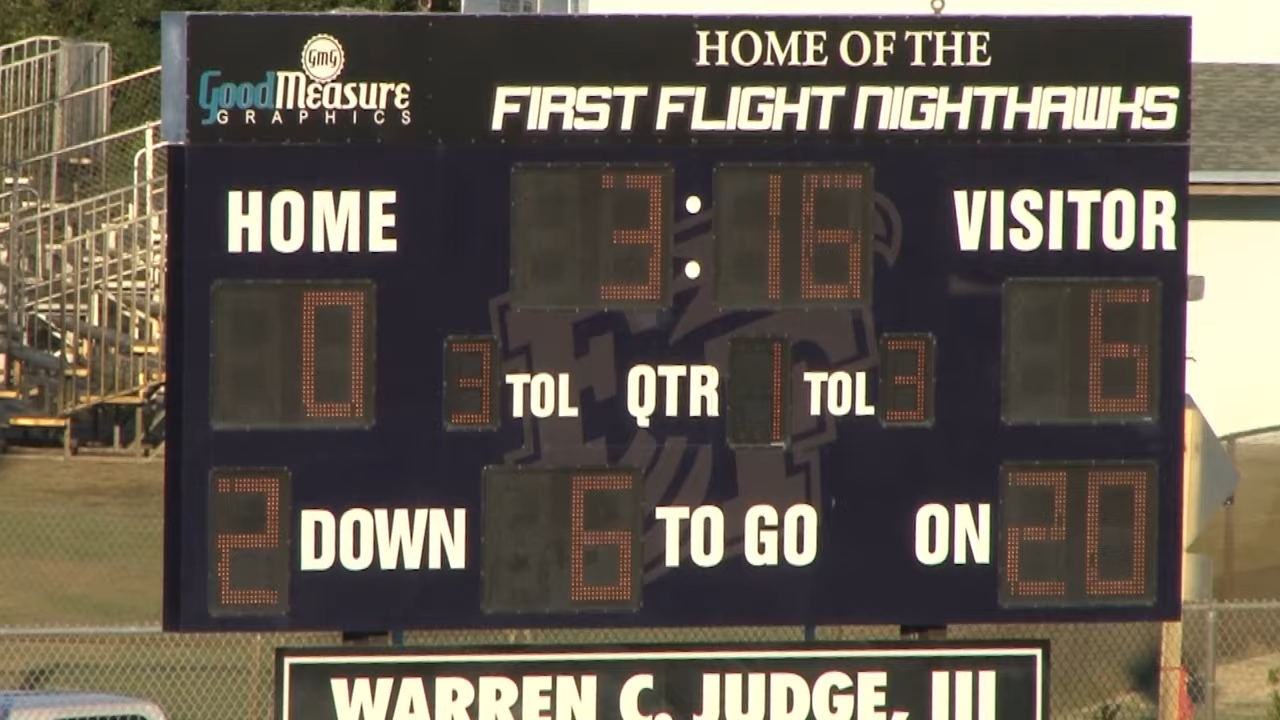 GMG
GoodMeasure
GRAPHICS
HOME OF THE
FIRST FLIGHT NIGHTHAWKS
HOME 3:16 VISITOR
0 3 TOL QTR 1 TOL 3 6
2 DOWN 6 TO GO ON 20
WARREN C. JUDGE, III